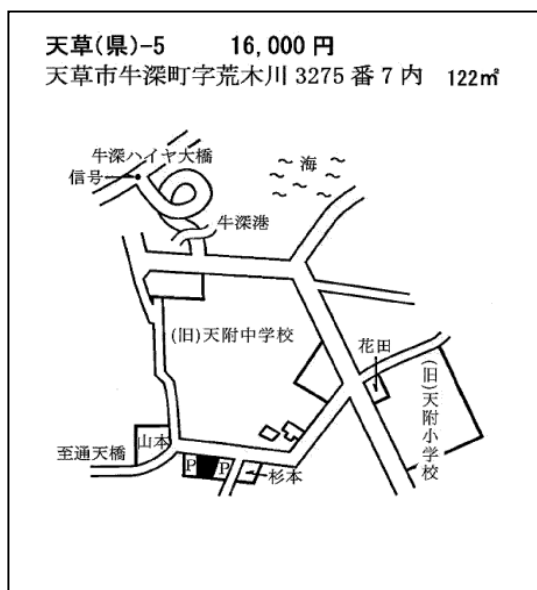 天草(県)-5 16,000 円
天草市牛深町字荒木川 3275 番 7 内 122㎡
牛深ハイヤ大橋
信号
海
牛深港
(旧)天附中学校
花田
(旧)天附小学校
山本
至通天橋
P
P
杉本